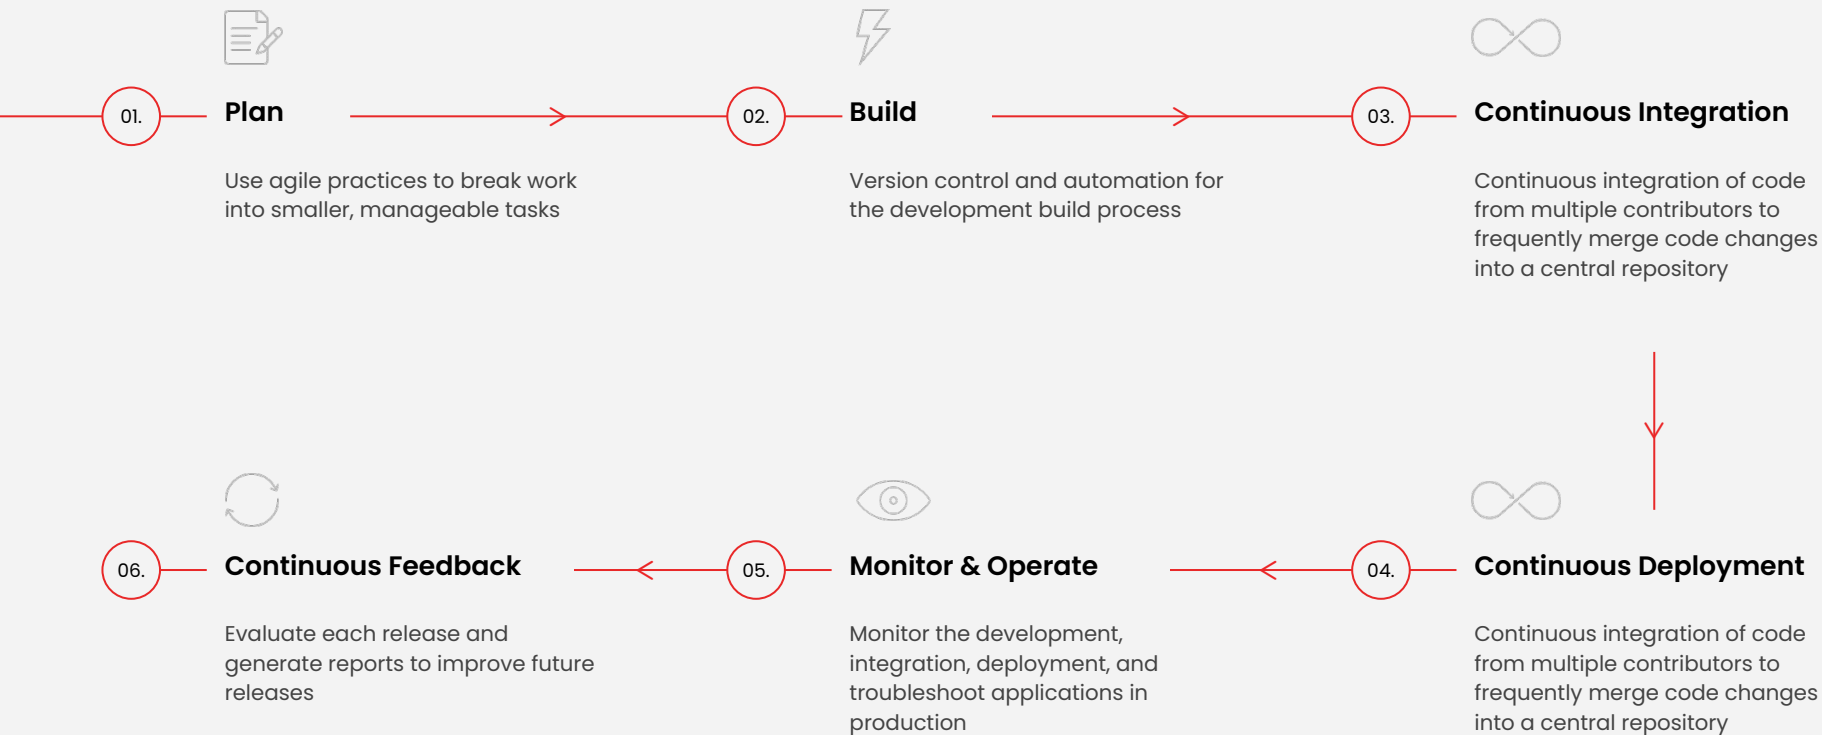 01.
Plan
Use agile practices to break work
into smaller, manageable tasks
02.
Build
Version control and automation for
the development build process
03.
Continuous Integration
Continuous integration of code
from multiple contributors to
frequently merge code changes
into a central repository
04.
Continuous Deployment
Continuous integration of code
from multiple contributors to
frequently merge code changes
into a central repository
05.
Monitor & Operate
Monitor the development,
integration, deployment, and
troubleshoot applications in
production
06.
Continuous Feedback
Evaluate each release and
generate reports to improve future
releases